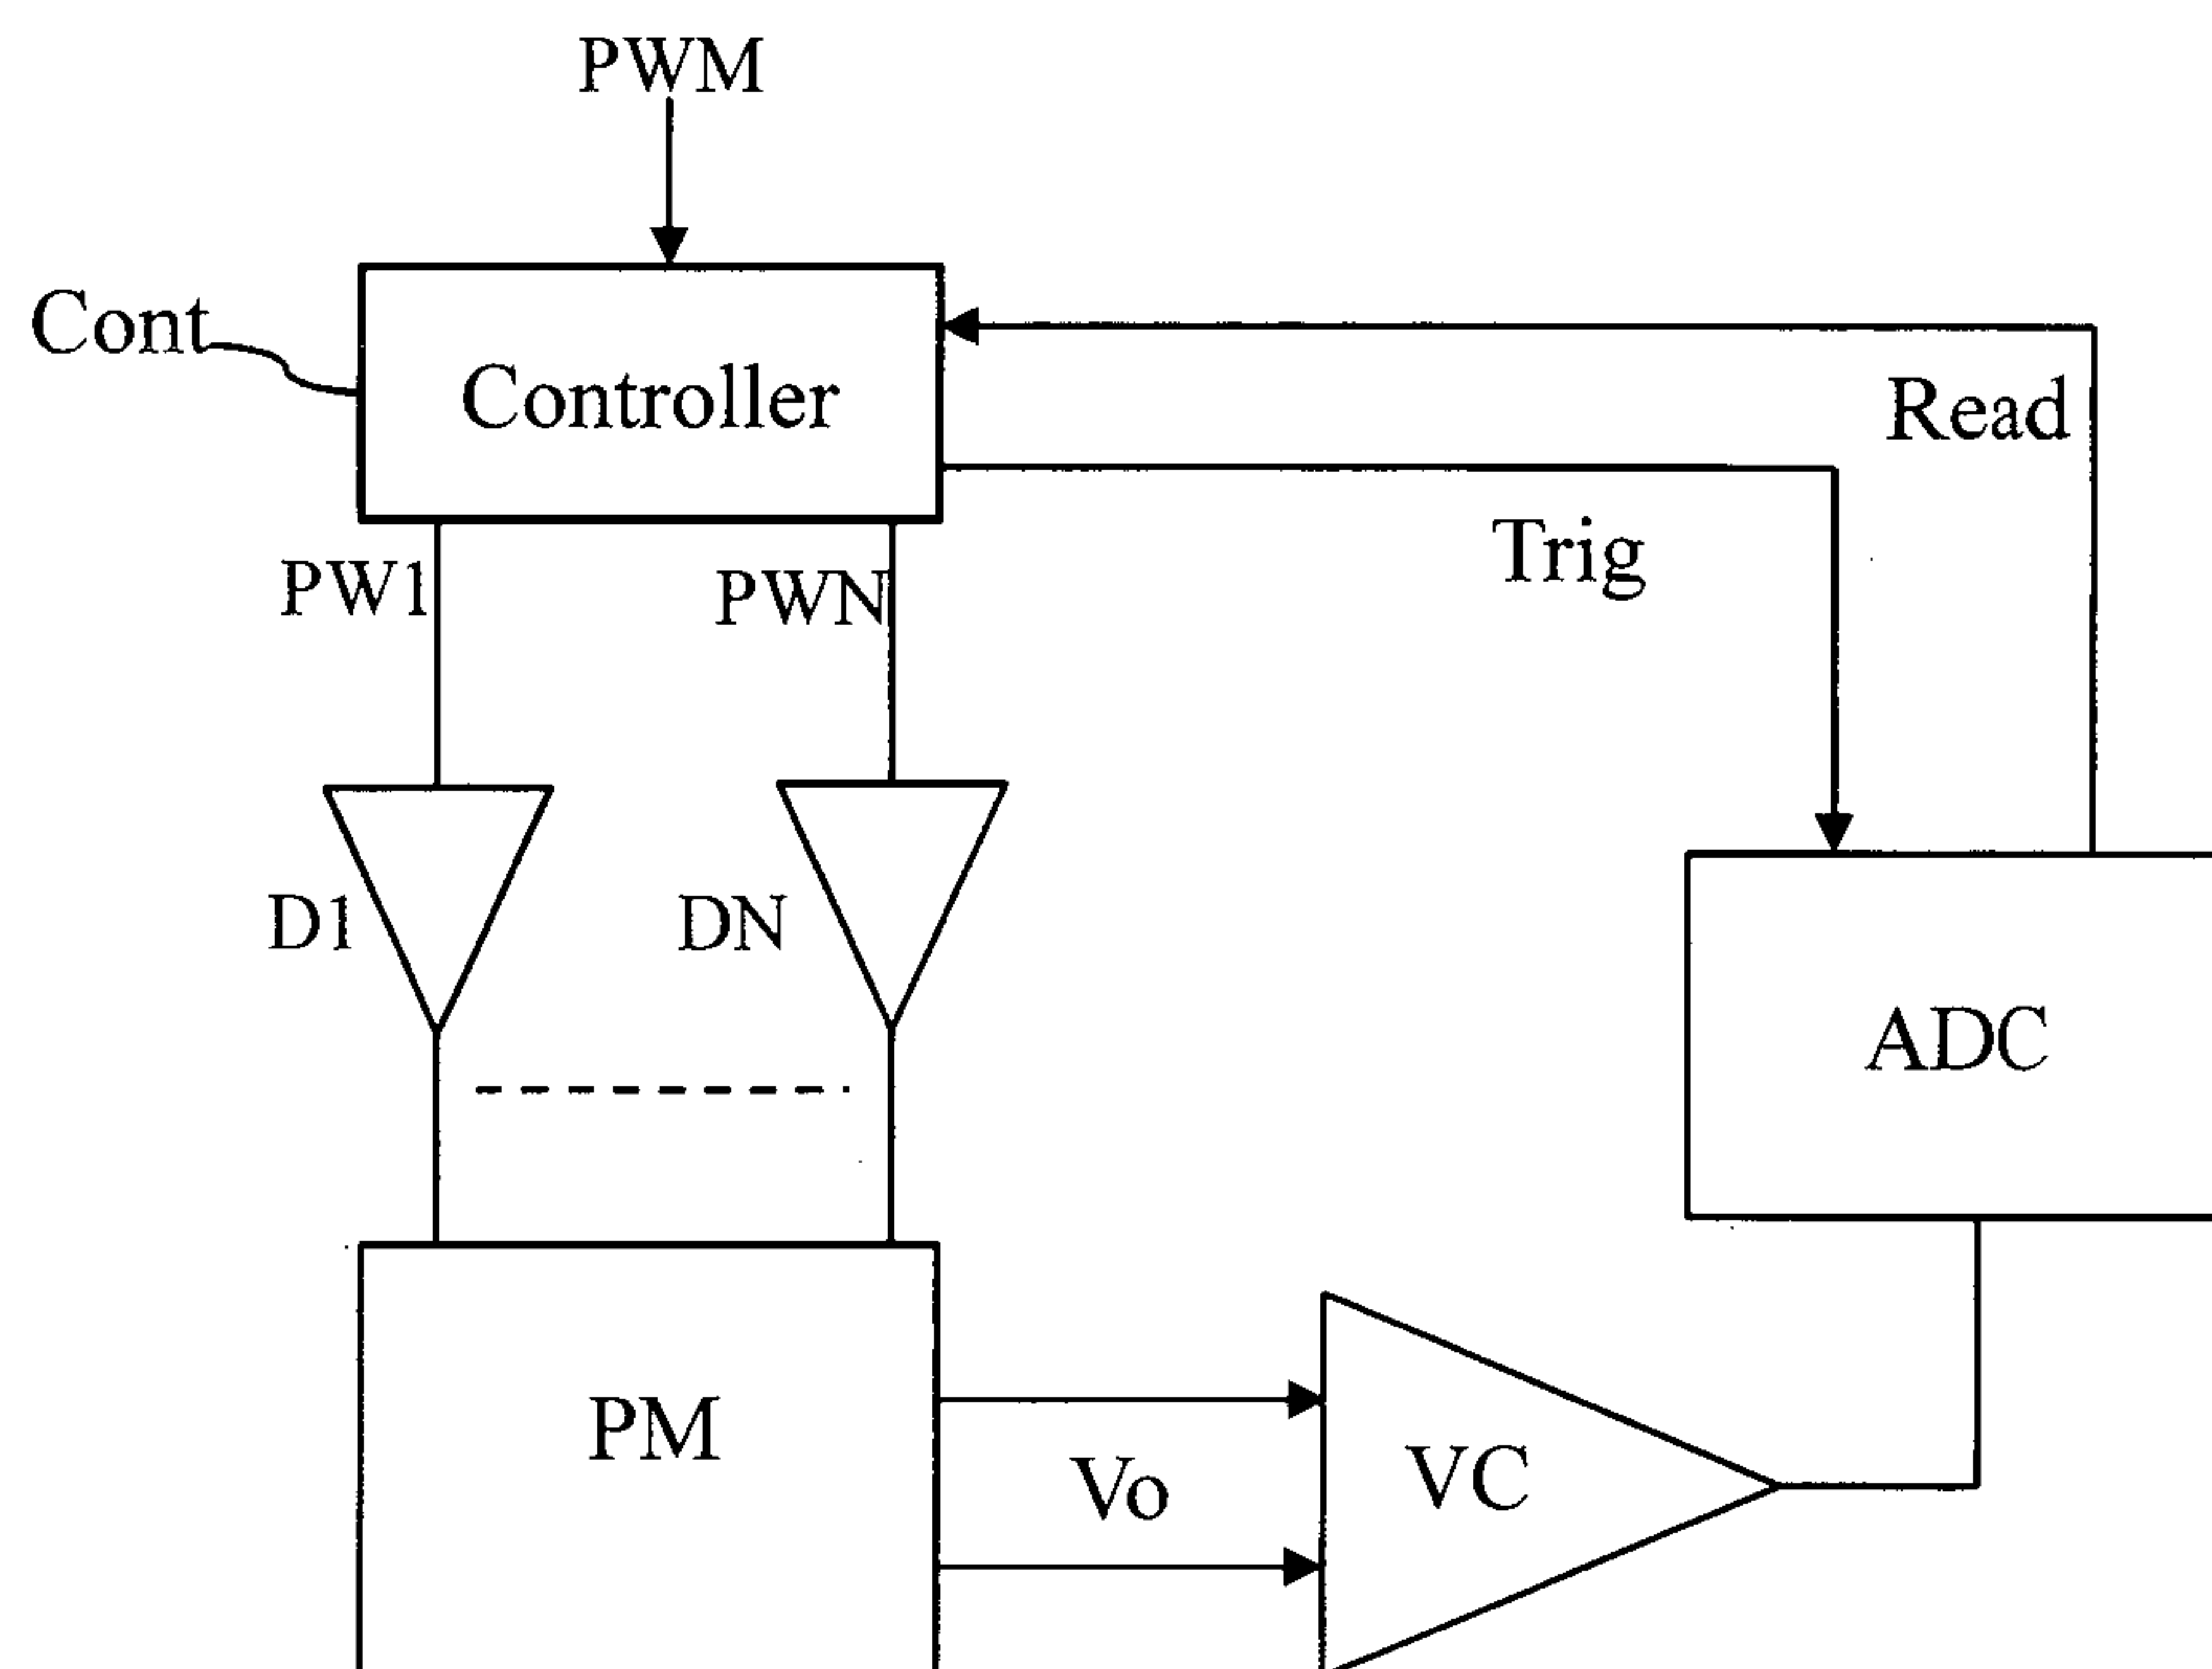 PWM
Cont
Controller
Read
Trig
PW1
PWN
D1
DN
ADC
PM
Vo
VC